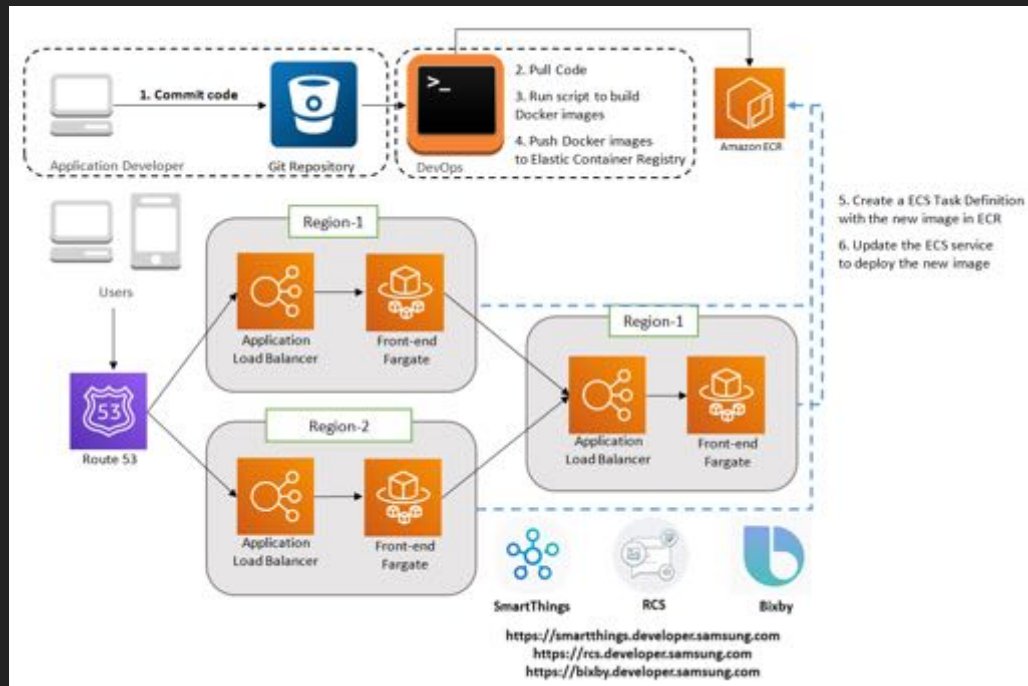 1. Commit code
Application Developer
Git Repository
>_
DevOps
2. Pull Code
3. Run script to build
Docker images
4. Push Docker images
to Elastic Container Registry
Amazon ECR
5. Create a ECS Task Definition
with the new image in ECR
6. Update the ECS service
to deploy the new image
Users
53
Route 53
Region-1
Application
Load Balancer
Front-end
Fargate
Region-2
Application
Load Balancer
Front-end
Fargate
Region-1
Application
Load Balancer
Front-end
Fargate
SmartThings
RCS
Bixby
https://smartthings.developer.samsung.com
https://rcs.developer.samsung.com
https://bixby.developer.samsung.com